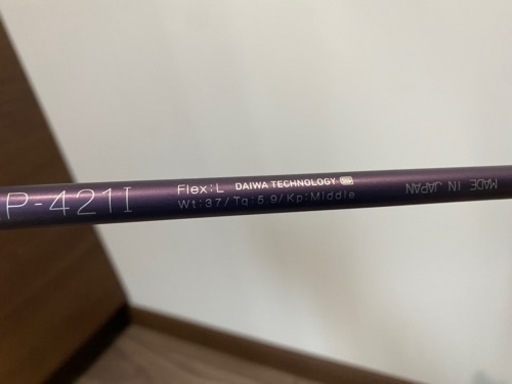 P-421I
Flex:L DAIWA TECHNOLOGY
Wt:37/Tq:5.9/Kp:Middle
MADE IN JAPAN